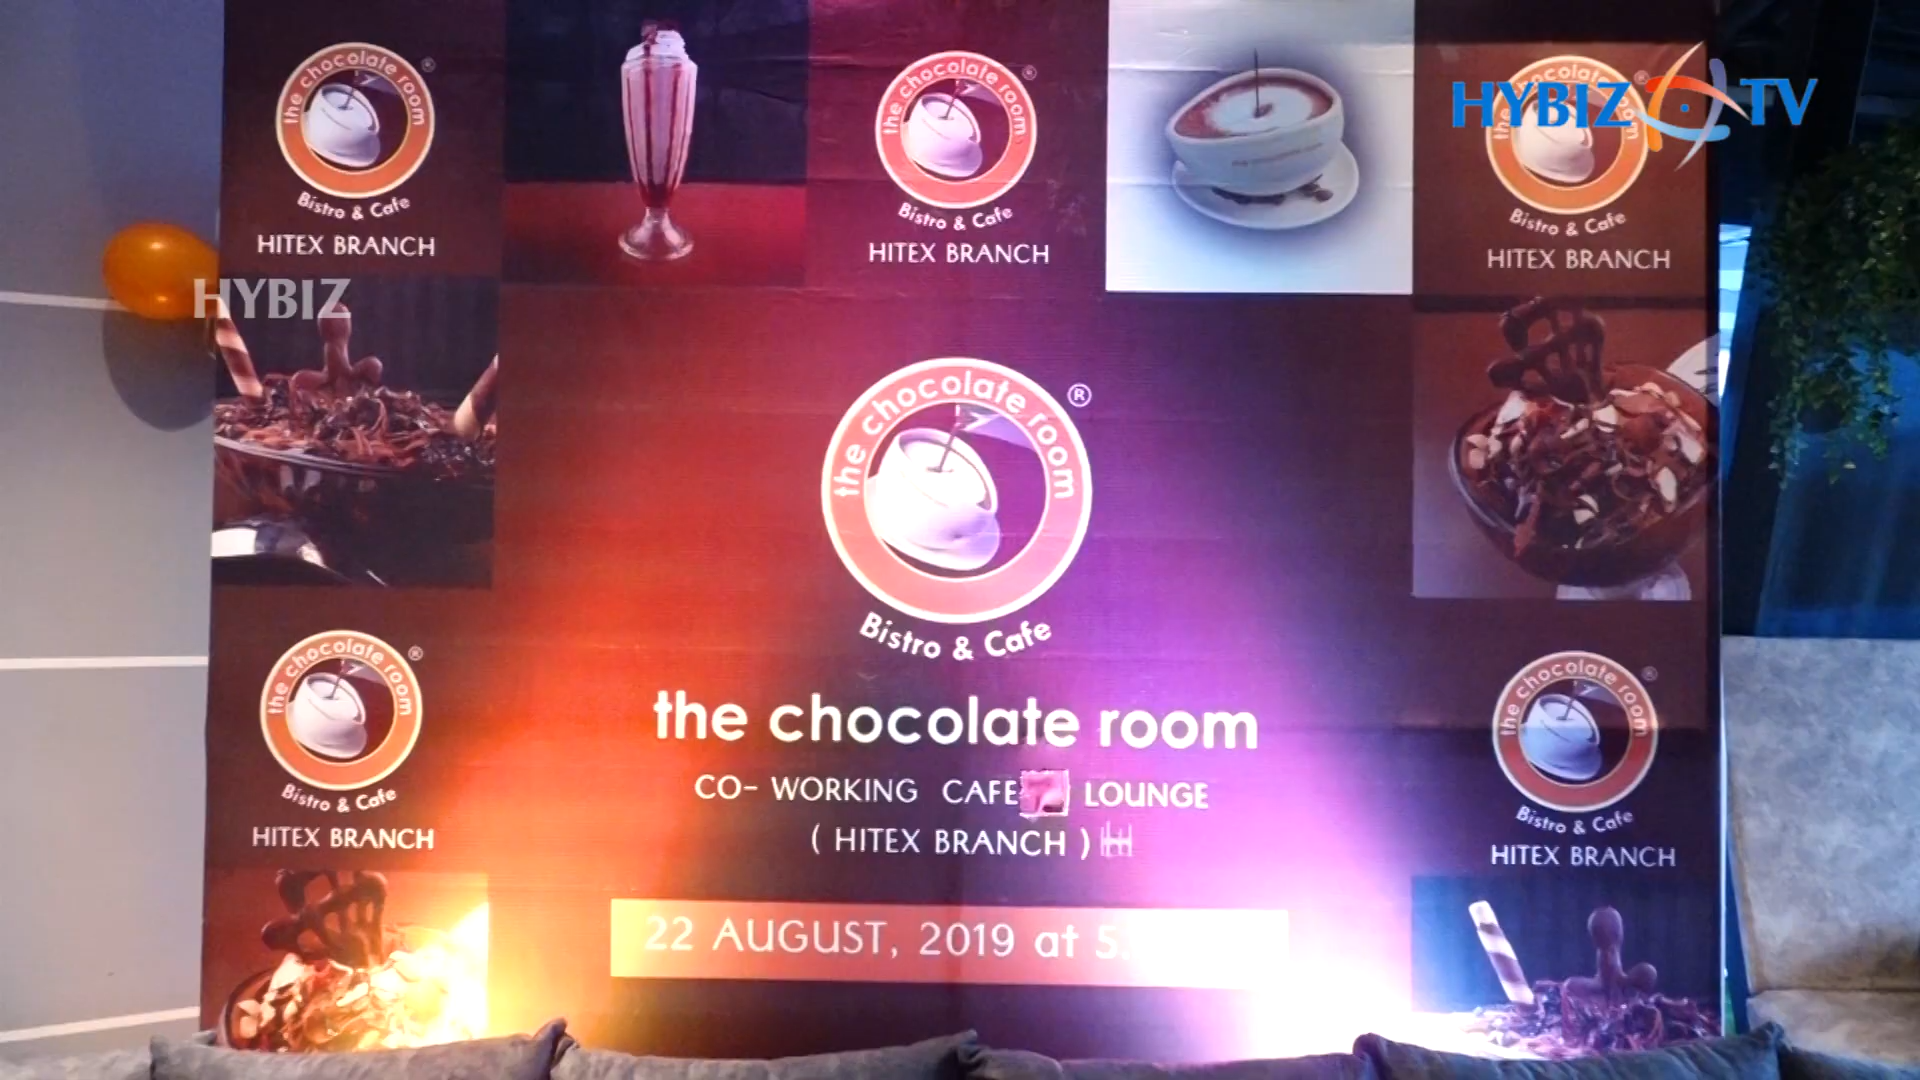 the chocolate room ®
Bistro & Cafe
HITEX BRANCH
the chocolate room ®
Bistro & Cafe
HITEX BRANCH
HYBIZ TV
the chocolate room ®
Bistro & Cafe
HITEX BRANCH
HYBIZ
the chocolate room ®
Bistro & Cafe
the chocolate room
CO- WORKING CAFE LOUNGE
( HITEX BRANCH )
22 AUGUST, 2019 at
the chocolate room ®
Bistro & Cafe
HITEX BRANCH
the chocolate room ®
Bistro & Cafe
HITEX BRANCH